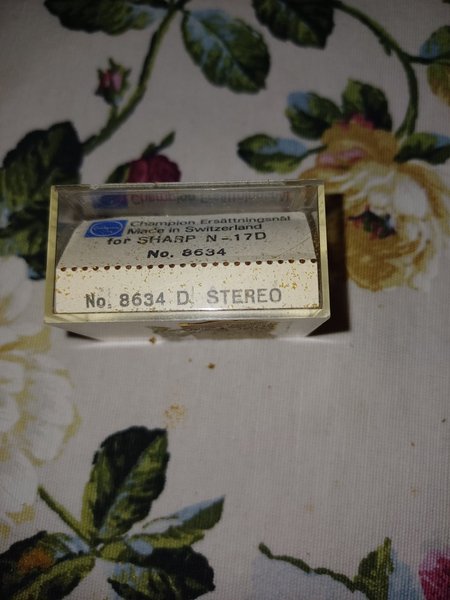 Champion Ersättningsnål
Made in Switzerland
for SHARP N-17D
No. 8634
No. 8634 D. STEREO